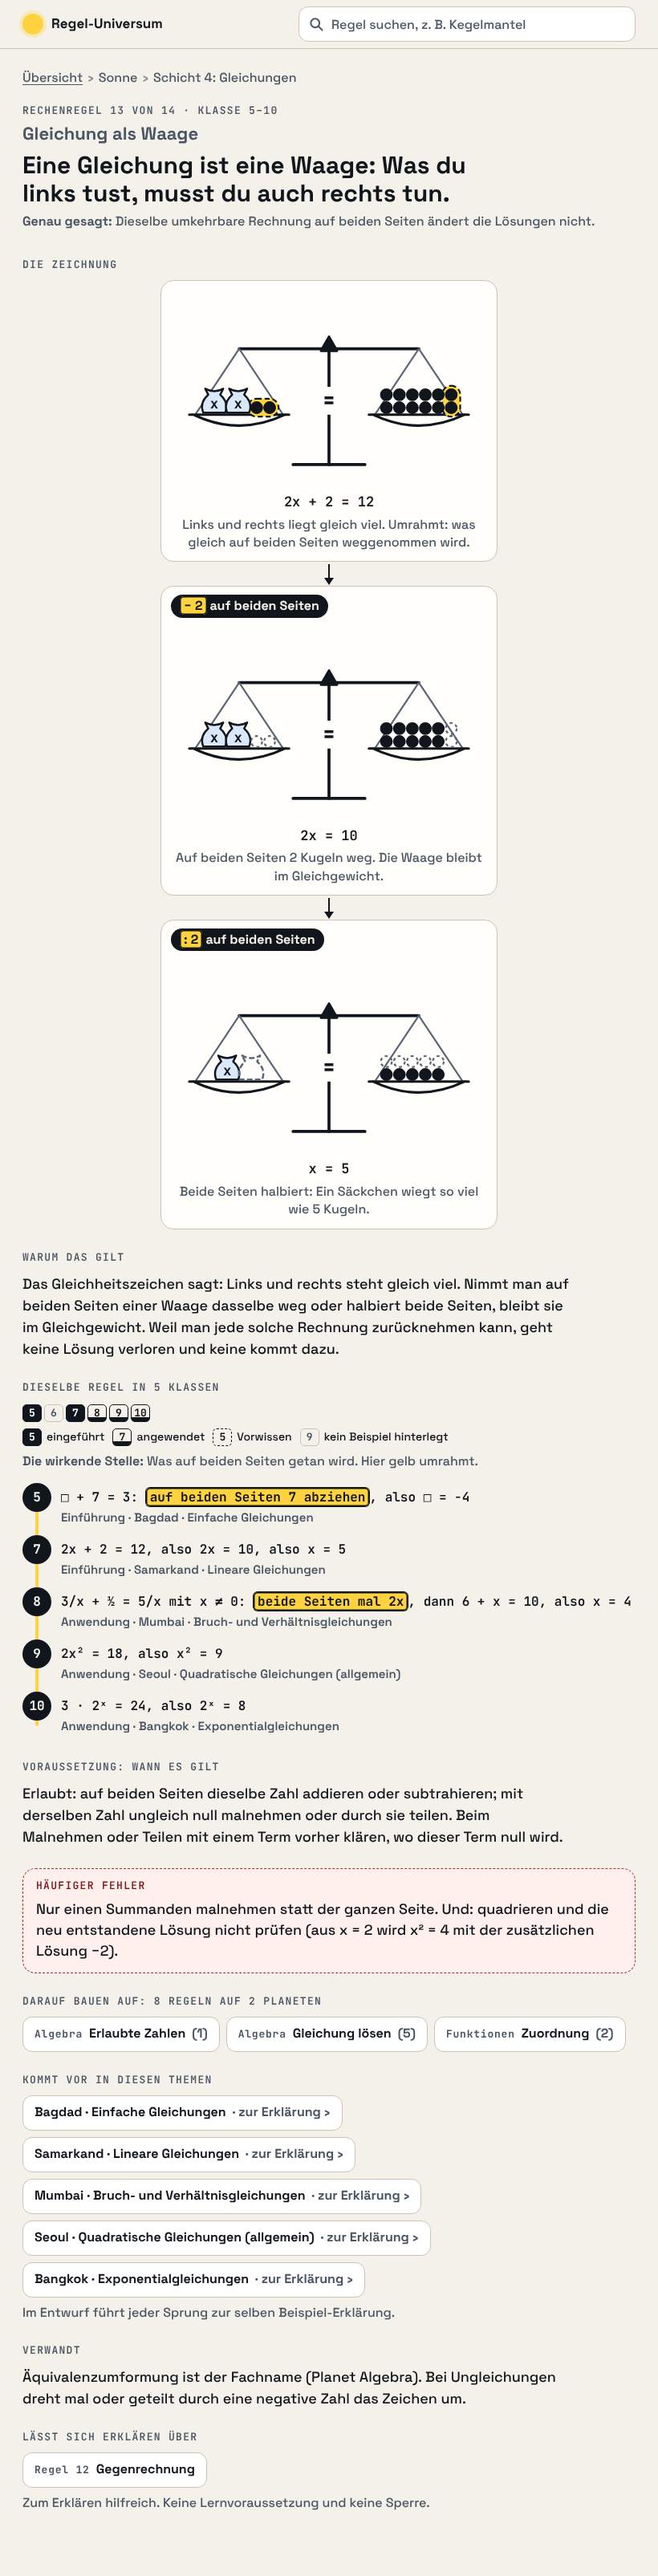 Regel-Universum
Regel suchen, z. B. Kegelmantel
Übersicht > Sonne > Schicht 4: Gleichungen
RECHENREGEL 13 VON 14 · KLASSE 5–10
Gleichung als Waage
Eine Gleichung ist eine Waage: Was du
links tust, musst du auch rechts tun.
Genau gesagt: Dieselbe umkehrbare Rechnung auf beiden Seiten ändert die Lösungen nicht.
DIE ZEICHNUNG
x x =
2x + 2 = 12
Links und rechts liegt gleich viel. Umrahmt: was
gleich auf beiden Seiten weggenommen wird.
− 2 auf beiden Seiten
x x =
2x = 10
Auf beiden Seiten 2 Kugeln weg. Die Waage bleibt
im Gleichgewicht.
: 2 auf beiden Seiten
x =
x = 5
Beide Seiten halbiert: Ein Säckchen wiegt so viel
wie 5 Kugeln.
WARUM DAS GILT
Das Gleichheitszeichen sagt: Links und rechts steht gleich viel. Nimmt man auf
beiden Seiten einer Waage dasselbe weg oder halbiert beide Seiten, bleibt sie
im Gleichgewicht. Weil man jede solche Rechnung zurücknehmen kann, geht
keine Lösung verloren und keine kommt dazu.
DIESELBE REGEL IN 5 KLASSEN
5 6 7 8 9 10
5 eingeführt 7 angewendet 5 Vorwissen 9 kein Beispiel hinterlegt
Die wirkende Stelle: Was auf beiden Seiten getan wird. Hier gelb umrahmt.
5 □ + 7 = 3: auf beiden Seiten 7 abziehen, also □ = -4
Einführung · Bagdad · Einfache Gleichungen
7 2x + 2 = 12, also 2x = 10, also x = 5
Einführung · Samarkand · Lineare Gleichungen
8 3/x + ½ = 5/x mit x ≠ 0: beide Seiten mal 2x, dann 6 + x = 10, also x = 4
Anwendung · Mumbai · Bruch- und Verhältnisgleichungen
9 2x² = 18, also x² = 9
Anwendung · Seoul · Quadratische Gleichungen (allgemein)
10 3 · 2ˣ = 24, also 2ˣ = 8
Anwendung · Bangkok · Exponentialgleichungen
VORAUSSETZUNG: WANN ES GILT
Erlaubt: auf beiden Seiten dieselbe Zahl addieren oder subtrahieren; mit
derselben Zahl ungleich null malnehmen oder durch sie teilen. Beim
Malnehmen oder Teilen mit einem Term vorher klären, wo dieser Term null wird.
HÄUFIGER FEHLER
Nur einen Summanden malnehmen statt der ganzen Seite. Und: quadrieren und die
neu entstandene Lösung nicht prüfen (aus x = 2 wird x² = 4 mit der zusätzlichen
Lösung −2).
DARAUF BAUEN AUF: 8 REGELN AUF 2 PLANETEN
Algebra Erlaubte Zahlen (1) Algebra Gleichung lösen (5) Funktionen Zuordnung (2)
KOMMT VOR IN DIESEN THEMEN
Bagdad · Einfache Gleichungen · zur Erklärung >
Samarkand · Lineare Gleichungen · zur Erklärung >
Mumbai · Bruch- und Verhältnisgleichungen · zur Erklärung >
Seoul · Quadratische Gleichungen (allgemein) · zur Erklärung >
Bangkok · Exponentialgleichungen · zur Erklärung >
Im Entwurf führt jeder Sprung zur selben Beispiel-Erklärung.
VERWANDT
Äquivalenzumformung ist der Fachname (Planet Algebra). Bei Ungleichungen
dreht mal oder geteilt durch eine negative Zahl das Zeichen um.
LÄSST SICH ERKLÄREN ÜBER
Regel 12 Gegenrechnung
Zum Erklären hilfreich. Keine Lernvoraussetzung und keine Sperre.